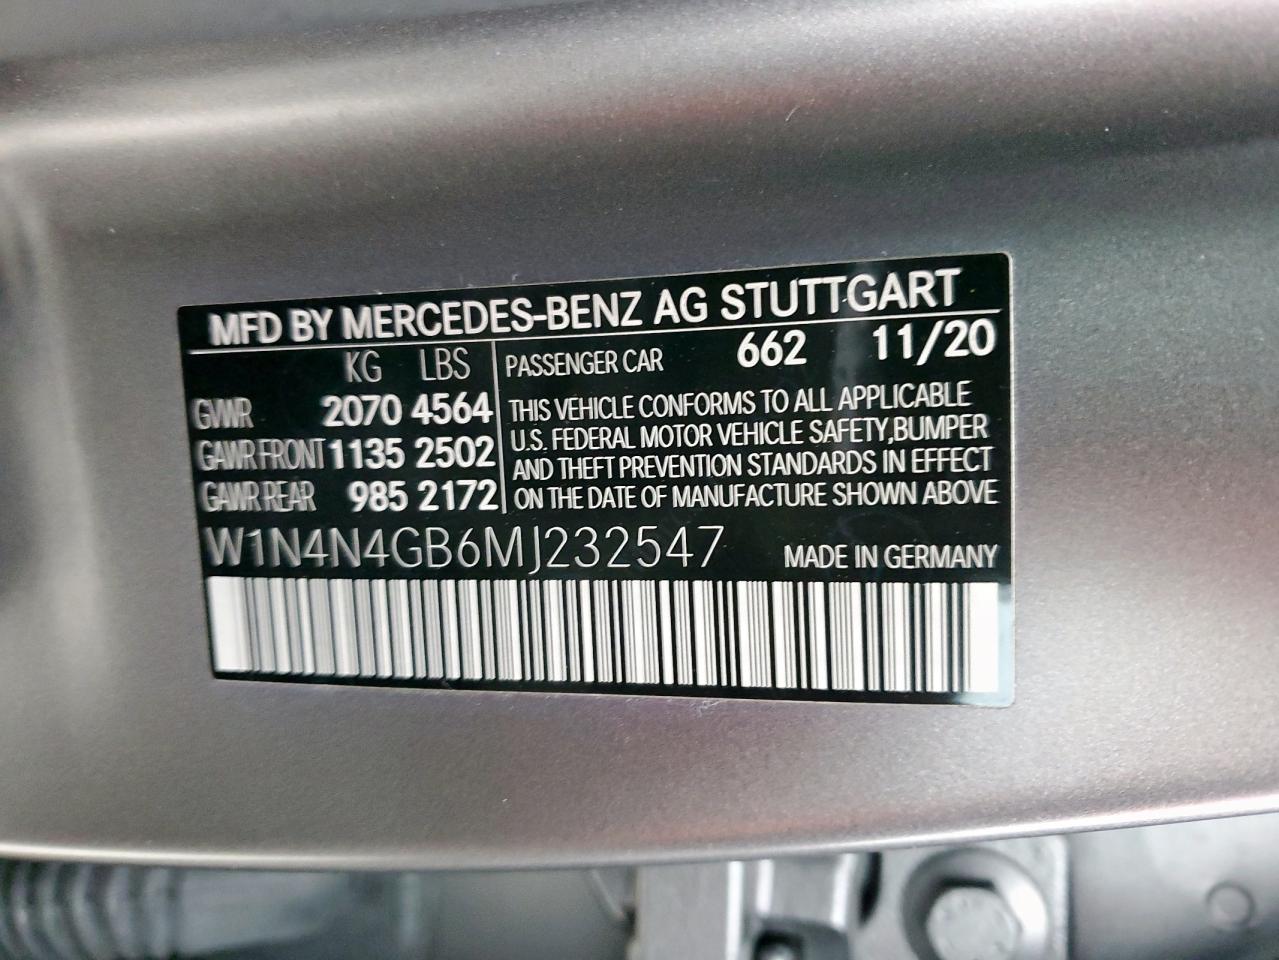 MFD BY MERCEDES-BENZ AG STUTTGART
KG LBS
GVWR 2070 4564
GAWR FRONT 1135 2502
GAWR REAR 985 2172
PASSENGER CAR 662 11/20
THIS VEHICLE CONFORMS TO ALL APPLICABLE
U.S. FEDERAL MOTOR VEHICLE SAFETY,BUMPER
AND THEFT PREVENTION STANDARDS IN EFFECT
ON THE DATE OF MANUFACTURE SHOWN ABOVE
W1N4N4GB6MJ232547 MADE IN GERMANY